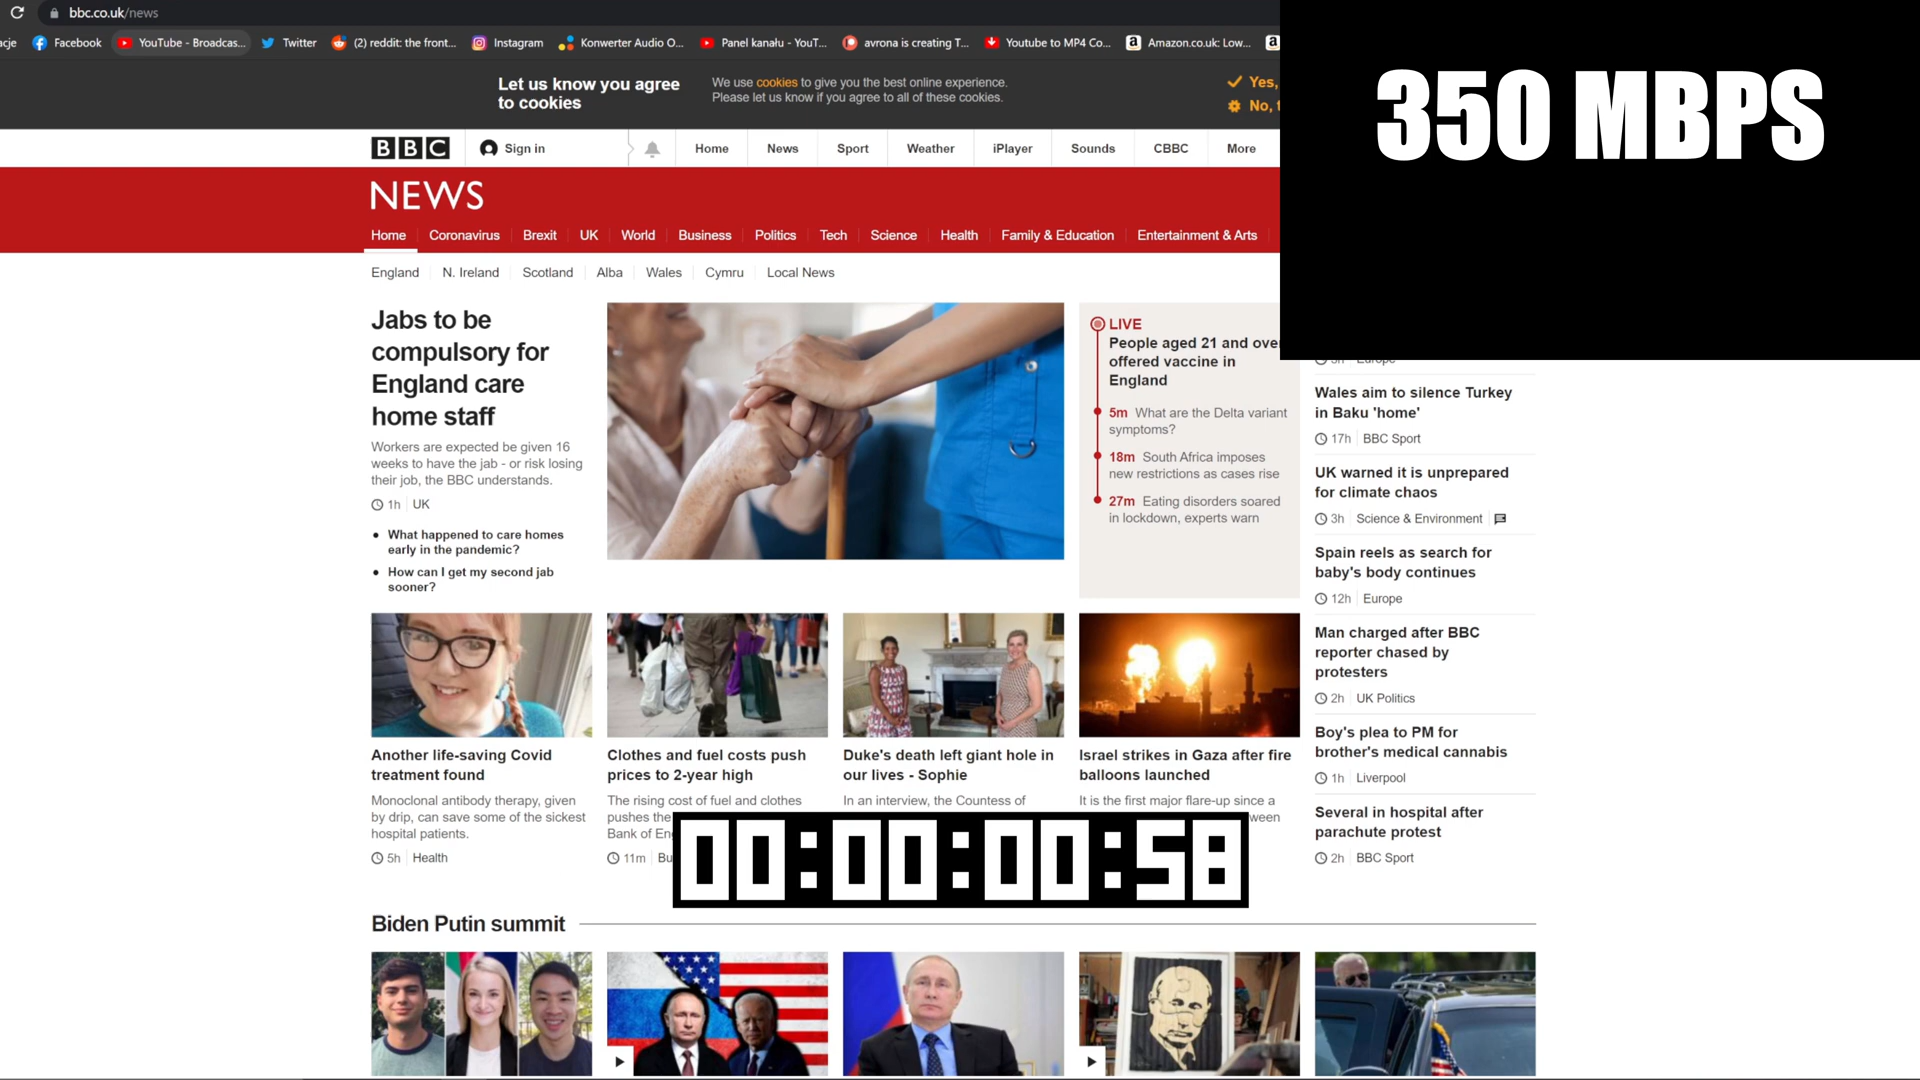 bbc.co.uk/news
acje
Facebook
YouTube - Broadcas...
Twitter
(2) reddit: the front...
Instagram
Konwerter Audio O...
Panel kanału - YouT...
avrona is creating T...
Youtube to MP4 Co...
Amazon.co.uk: Low...
350 MBPS
Let us know you agree
to cookies
We use cookies to give you the best online experience.
Please let us know if you agree to all of these cookies.
Yes,
No,
BBC
Sign in
Home
News
Sport
Weather
iPlayer
Sounds
CBBC
More
NEWS
Home
Coronavirus
Brexit
UK
World
Business
Politics
Tech
Science
Health
Family & Education
Entertainment & Arts
England
N. Ireland
Scotland
Alba
Wales
Cymru
Local News
Jabs to be
compulsory for
England care
home staff
Workers are expected be given 16
weeks to have the jab - or risk losing
their job, the BBC understands.
1h
UK
What happened to care homes
early in the pandemic?
How can I get my second jab
sooner?
LIVE
People aged 21 and over
offered vaccine in
England
5m What are the Delta variant
symptoms?
18m South Africa imposes
new restrictions as cases rise
27m Eating disorders soared
in lockdown, experts warn
Europe
Wales aim to silence Turkey
in Baku 'home'
17h
BBC Sport
UK warned it is unprepared
for climate chaos
3h
Science & Environment
Spain reels as search for
baby's body continues
12h
Europe
Man charged after BBC
reporter chased by
protesters
2h
UK Politics
Boy's plea to PM for
brother's medical cannabis
1h
Liverpool
Several in hospital after
parachute protest
2h
BBC Sport
Another life-saving Covid
treatment found
Monoclonal antibody therapy, given
by drip, can save some of the sickest
hospital patients.
5h
Health
Clothes and fuel costs push
prices to 2-year high
The rising cost of fuel and clothes
pushes the
Bank of En
11m
Bu
Duke's death left giant hole in
our lives - Sophie
In an interview, the Countess of
Israel strikes in Gaza after fire
balloons launched
It is the first major flare-up since a
ween
00:00:00:58
Biden Putin summit